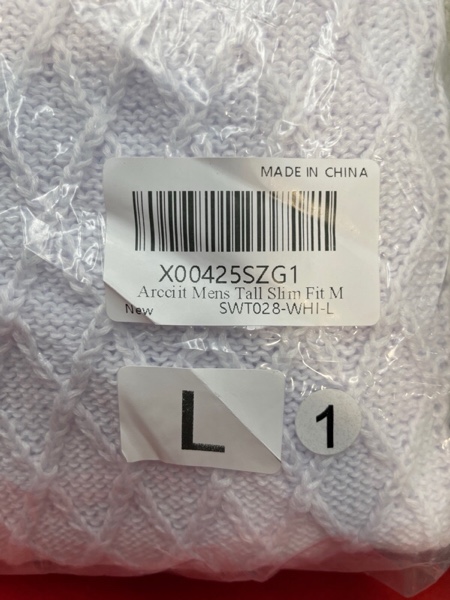 MADE IN CHINA
X00425SZG1
Arcciit Mens Tall Slim Fit M
New SWT028-WHI-L
L
1